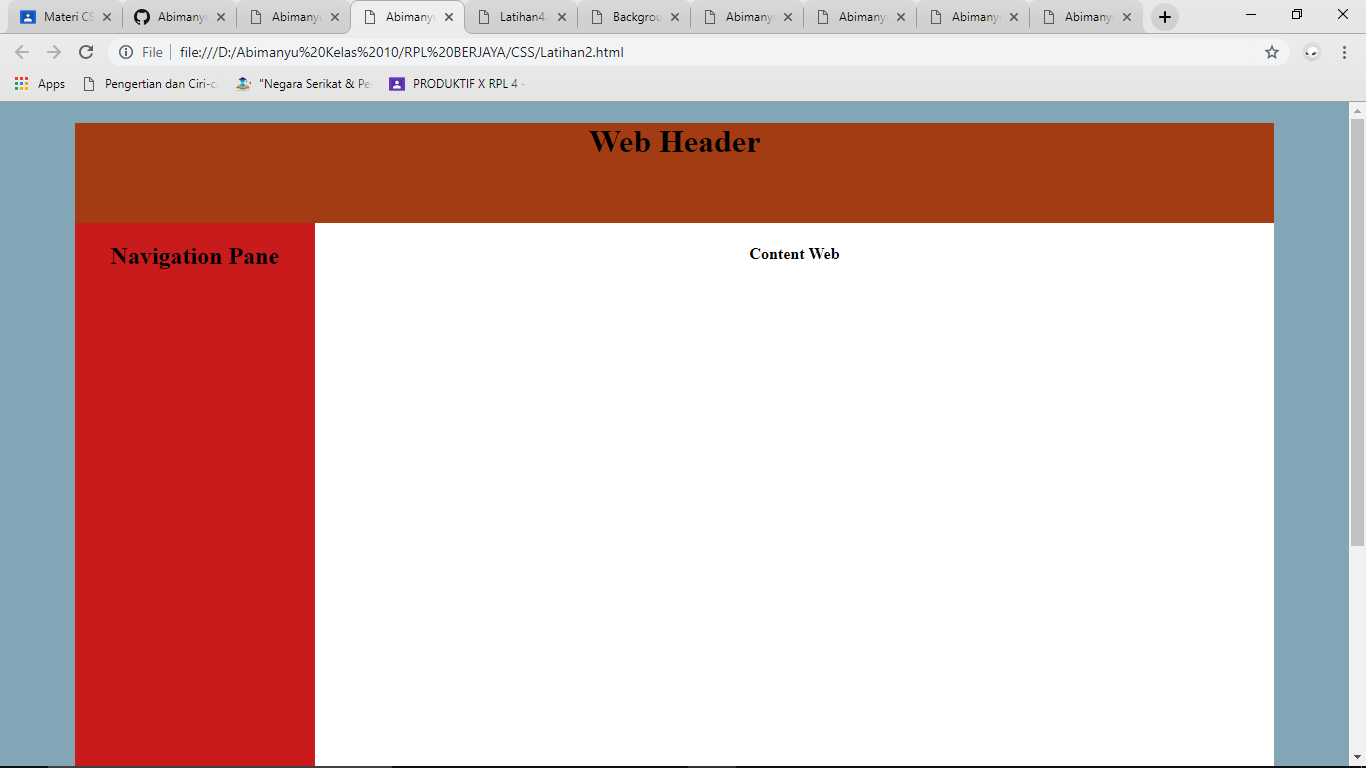 Materi CS
Abimanyu
Abimanyu
Abimanyu
Latihan4.
Backgrou
Abimanyu
Abimanyu
Abimanyu
Abimanyu
File
file:///D:/Abimanyu%20Kelas%2010/RPL%20BERJAYA/CSS/Latihan2.html
Apps
Pengertian dan Ciri-c
"Negara Serikat & Pe
PRODUKTIF X RPL 4 -
Web Header
Navigation Pane
Content Web